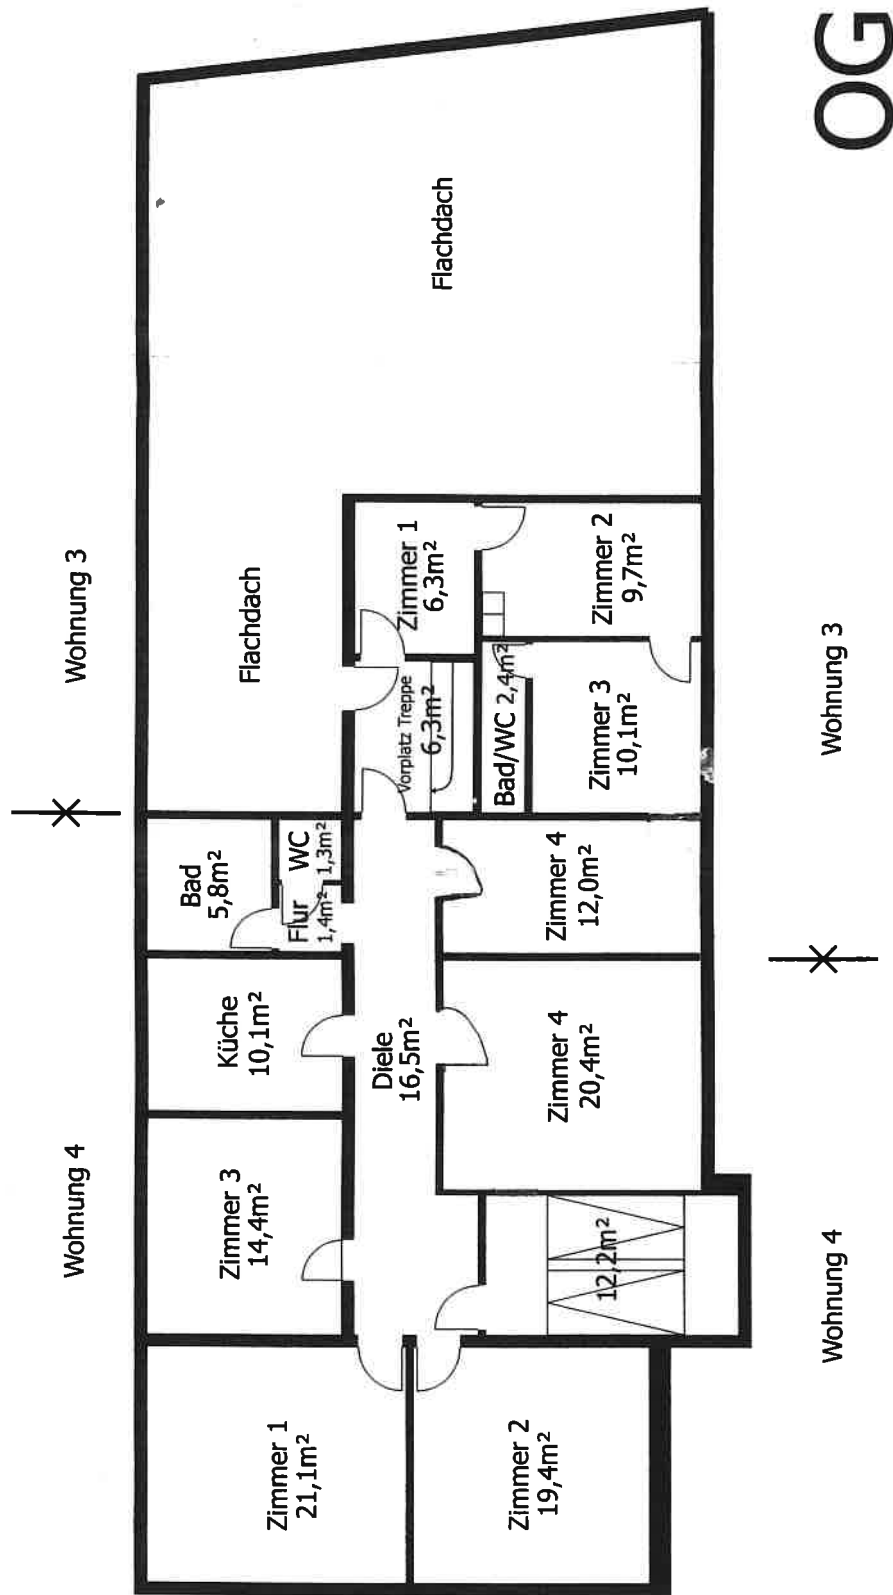 Wohnung 4
Wohnung 3
Zimmer 1
21,1m²
Zimmer 3
14,4m²
Küche
10,1m²
Bad
5,8m²
Flur
1,4m²
WC
1,3m²
Flachdach
Flachdach
Diele
16,5m²
Vorplatz Treppe
6,3m²
Zimmer 1
6,3m²
Zimmer 2
19,4m²
12,2m²
Zimmer 4
20,4m²
Zimmer 4
12,0m²
Bad/WC 2,4m²
Zimmer 3
10,1m²
Zimmer 2
9,7m²
Wohnung 4
Wohnung 3
OG